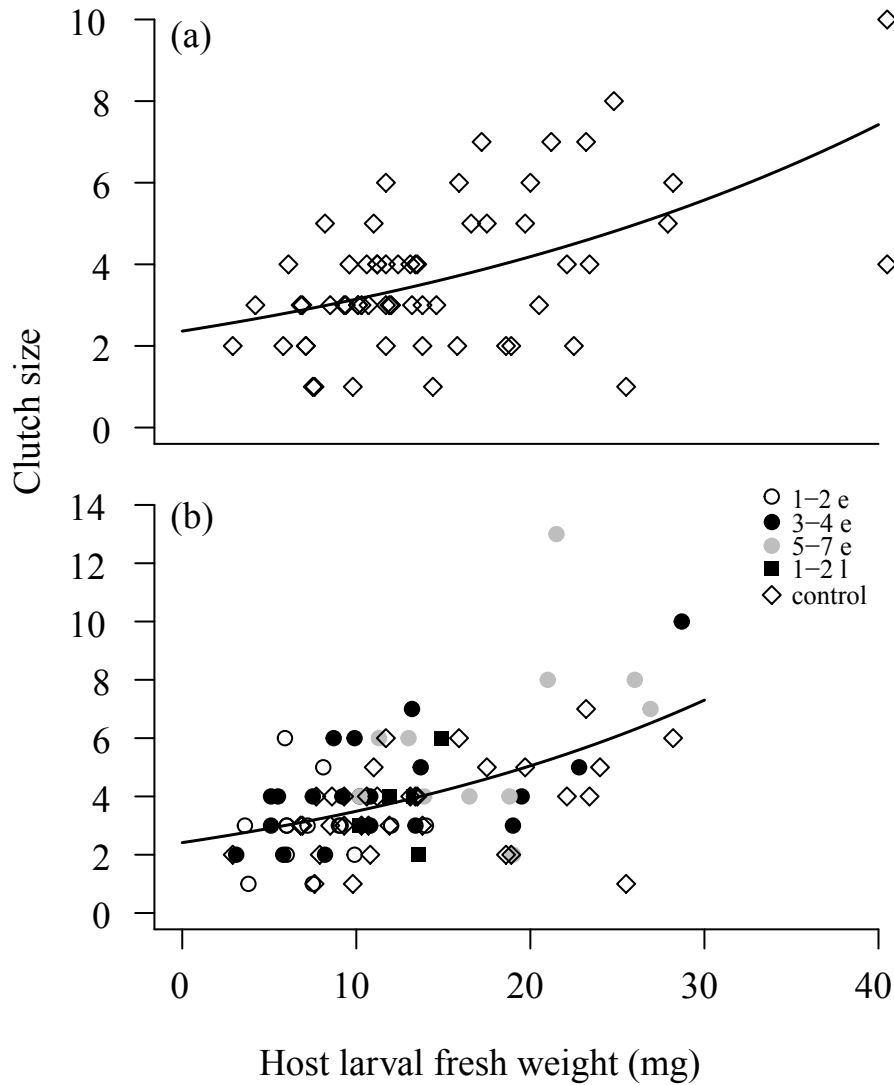 (a)
10
8
6
4
2
0
Clutch size
(b)
14
12
10
8
6
4
2
0
1−2 e
3−4 e
5−7 e
1−2 l
control
0 10 20 30 40
Host larval fresh weight (mg)